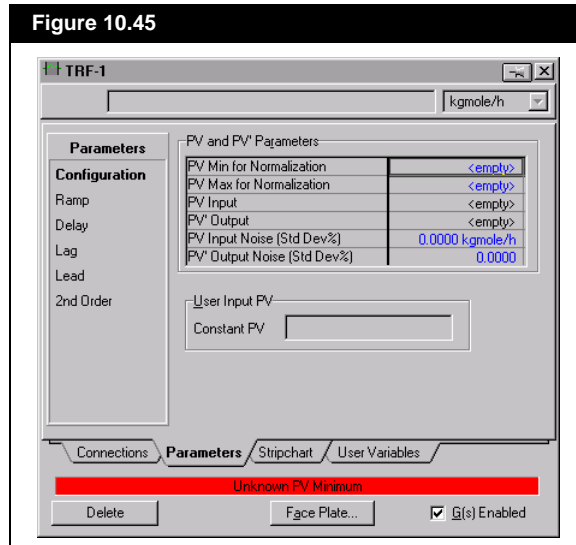 Figure 10.45
TRF-1
kgmole/h
Parameters
Configuration
Ramp
Delay
Lag
Lead
2nd Order
PV and PV' Parameters
PV Min for Normalization <empty>
PV Max for Normalization <empty>
PV Input <empty>
PV' Output <empty>
PV Input Noise (Std Dev%) 0.0000 kgmole/h
PV' Output Noise (Std Dev%) 0.0000
User Input PV
Constant PV
Connections Parameters Stripchart User Variables
Unknown PV Minimum
Delete Face Plate... G(s) Enabled